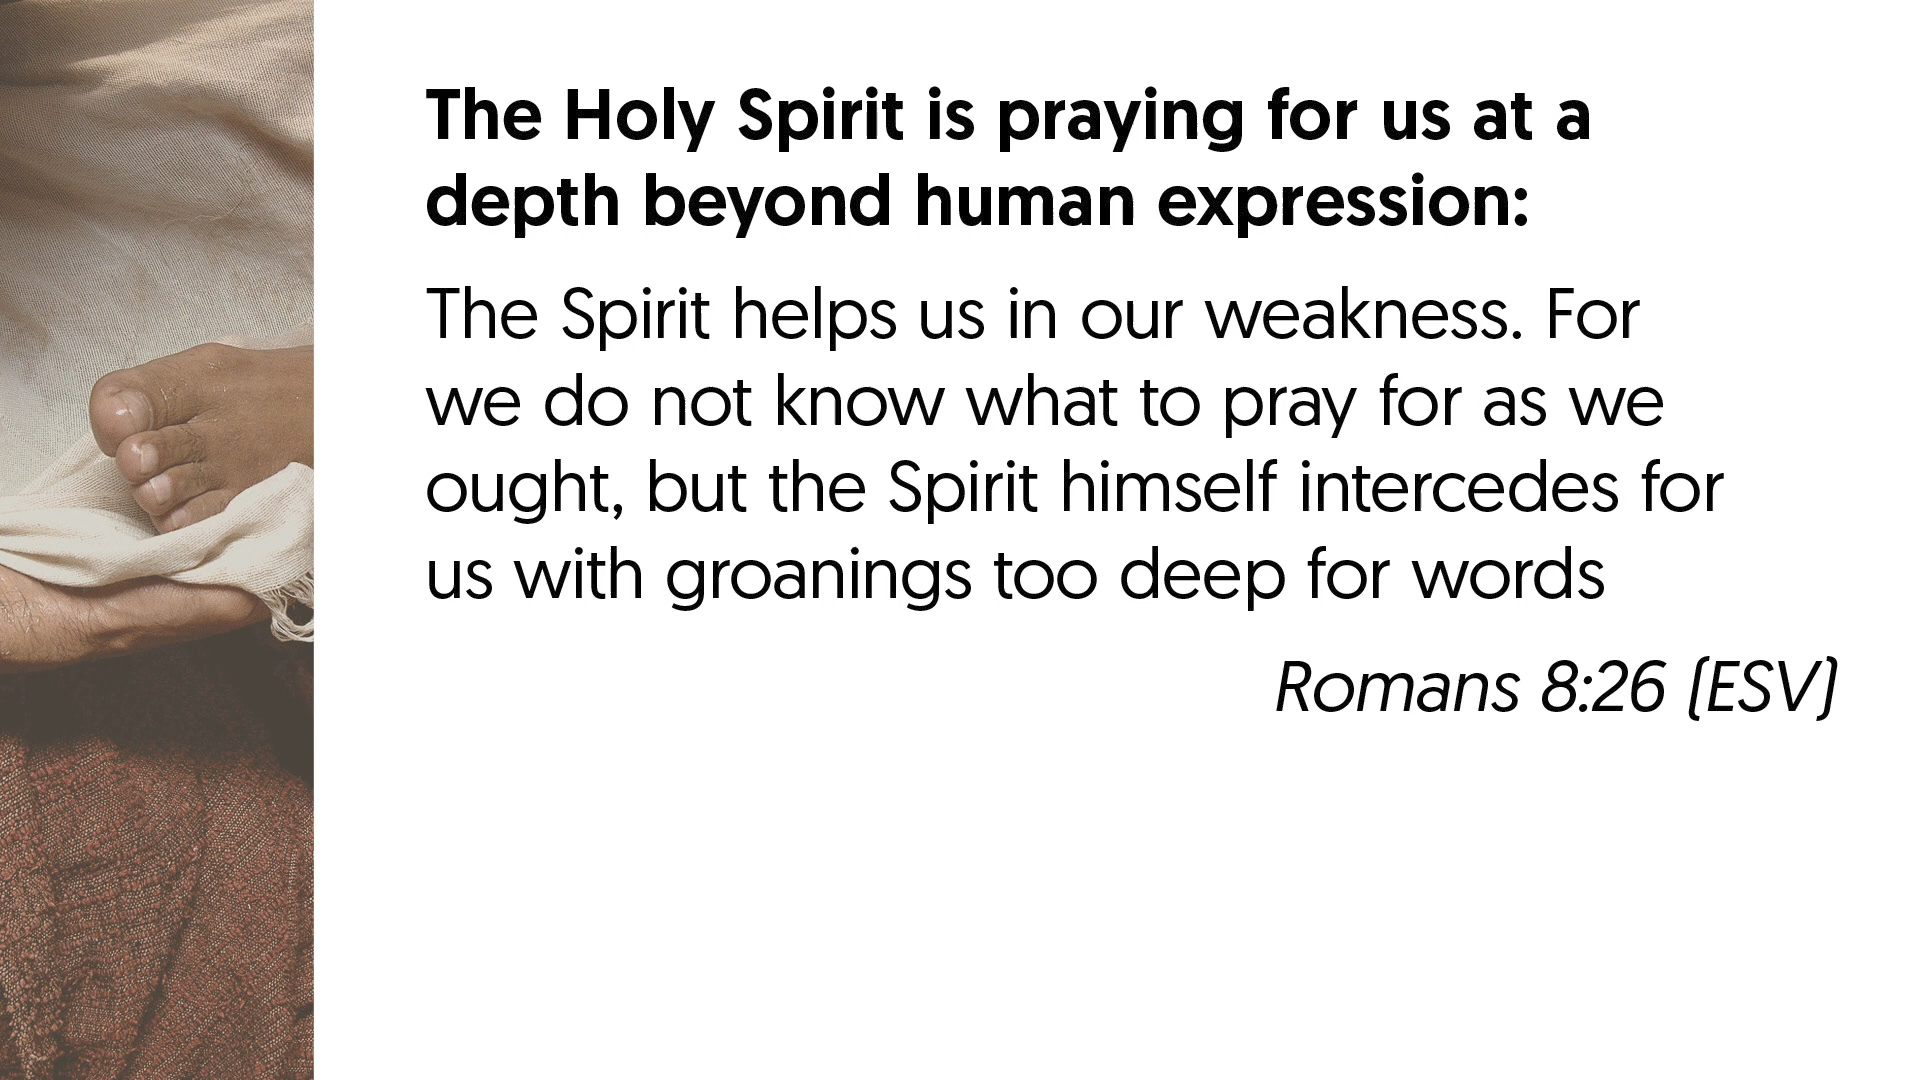 The Holy Spirit is praying for us at a
depth beyond human expression:
The Spirit helps us in our weakness. For
we do not know what to pray for as we
ought, but the Spirit himself intercedes for
us with groanings too deep for words
Romans 8:26 (ESV)